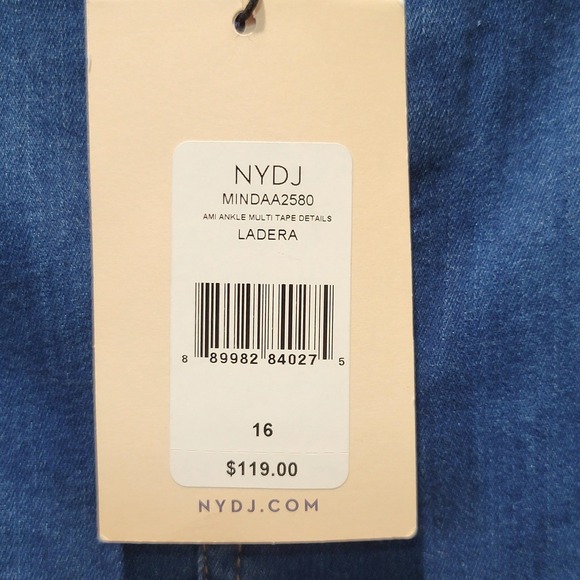 NYDJ
MINDAA2580
AMI ANKLE MULTI TAPE DETAILS
LADERA
8 89982 84027 5
16
$119.00
NYDJ.COM